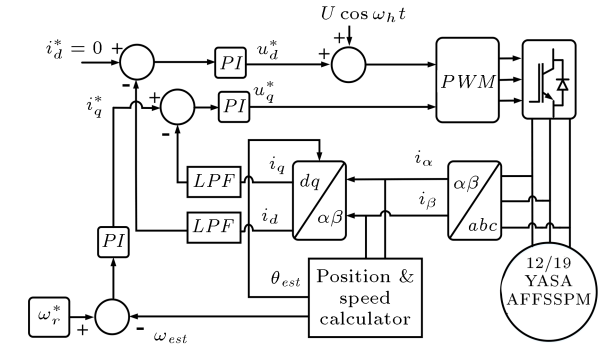 U cos ω_h t
i_d^* = 0 + + +
PI u_d^*
-
PWM
i_q^* + PI u_q^*
-
LPF i_q dq αβ i_α αβ abc
LPF i_d i_β
PI
θ_est
Position &
speed
calculator
12/19
YASA
AFFSSPM
ω_r^* + - ω_est